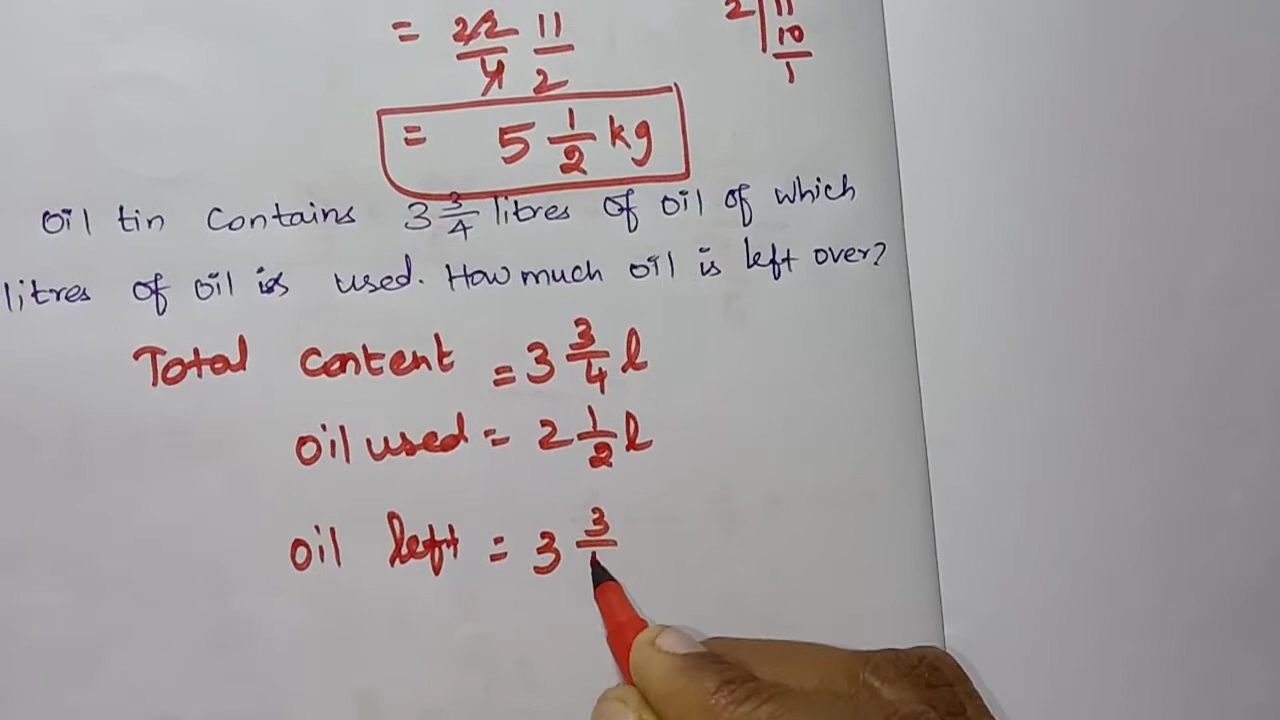 = 22/4 11/2
2 11
10
1
= 5 1/2 kg
Oil tin contains 3 3/4 litres of oil of which
litres of oil is used. How much oil is left over?
Total content = 3 3/4 l
Oil used = 2 1/2 l
Oil left = 3 3/